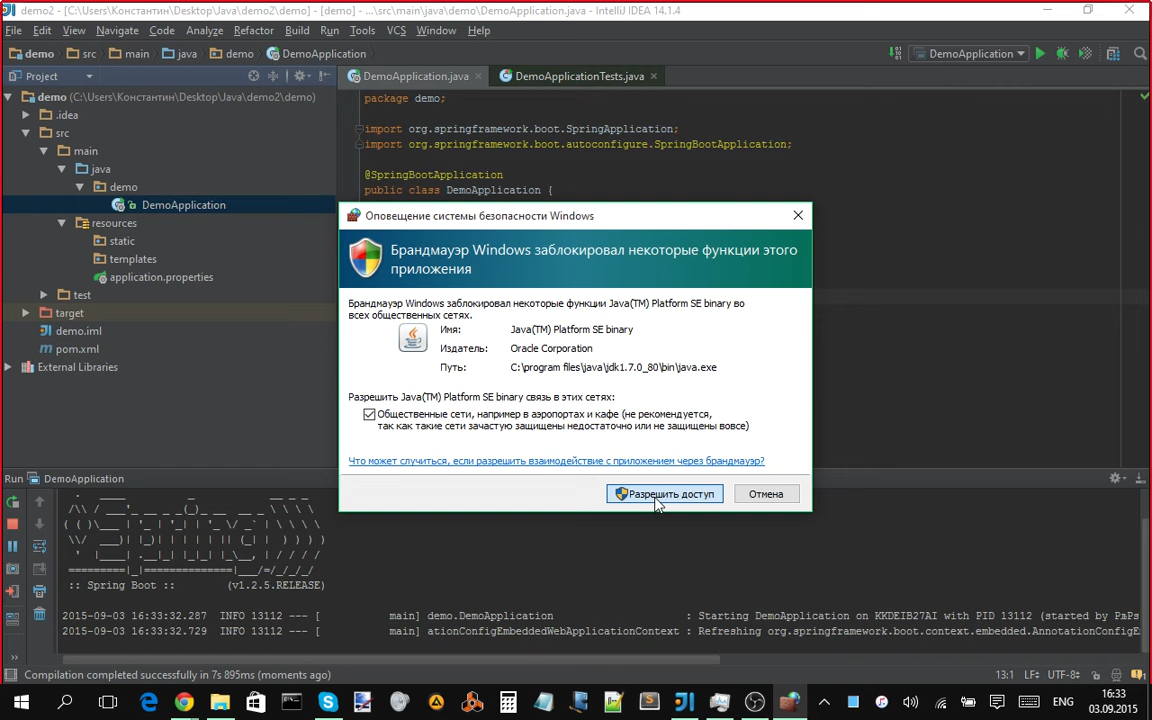 demo2 - [C:\Users\Константин\Desktop\Java\demo2\demo] - [demo] - ...\src\main\java\demo\DemoApplication.java - IntelliJ IDEA 14.1.4
File Edit View Navigate Code Analyze Refactor Build Run Tools VCS Window Help
demo src main java demo DemoApplication
DemoApplication
Project
DemoApplication.java
DemoApplicationTests.java
demo (C:\Users\Константин\Desktop\Java\demo2\demo)
.idea
src
main
java
demo
DemoApplication
resources
static
templates
application.properties
test
target
demo.iml
pom.xml
External Libraries
package demo;
import org.springframework.boot.SpringApplication;
import org.springframework.boot.autoconfigure.SpringBootApplication;
@SpringBootApplication
public class DemoApplication {
Оповещение системы безопасности Windows
Брандмауэр Windows заблокировал некоторые функции этого
приложения
Брандмауэр Windows заблокировал некоторые функции Java(TM) Platform SE binary во
всех общественных сетях.
Имя: Java(TM) Platform SE binary
Издатель: Oracle Corporation
Путь: C:\program files\java\jdk1.7.0_80\bin\java.exe
Разрешить Java(TM) Platform SE binary связь в этих сетях:
Общественные сети, например в аэропортах и кафе (не рекомендуется,
так как такие сети зачастую защищены недостаточно или не защищены вовсе)
Что может случиться, если разрешить взаимодействие с приложением через брандмауэр?
Разрешить доступ Отмена
Run DemoApplication
:: Spring Boot :: (v1.2.5.RELEASE)
2015-09-03 16:33:32.287 INFO 13112 --- [ main] demo.DemoApplication : Starting DemoApplication on KKDEIB27AI with PID 13112 (started by
2015-09-03 16:33:32.729 INFO 13112 --- [ main] ationConfigEmbeddedWebApplicationContext : Refreshing org.springframework.boot.context.embedded.AnnotationConfigE
Compilation completed successfully in 7s 895ms (moments ago)
13:1 LF÷ UTF-8÷
ENG
16:33
03.09.2015